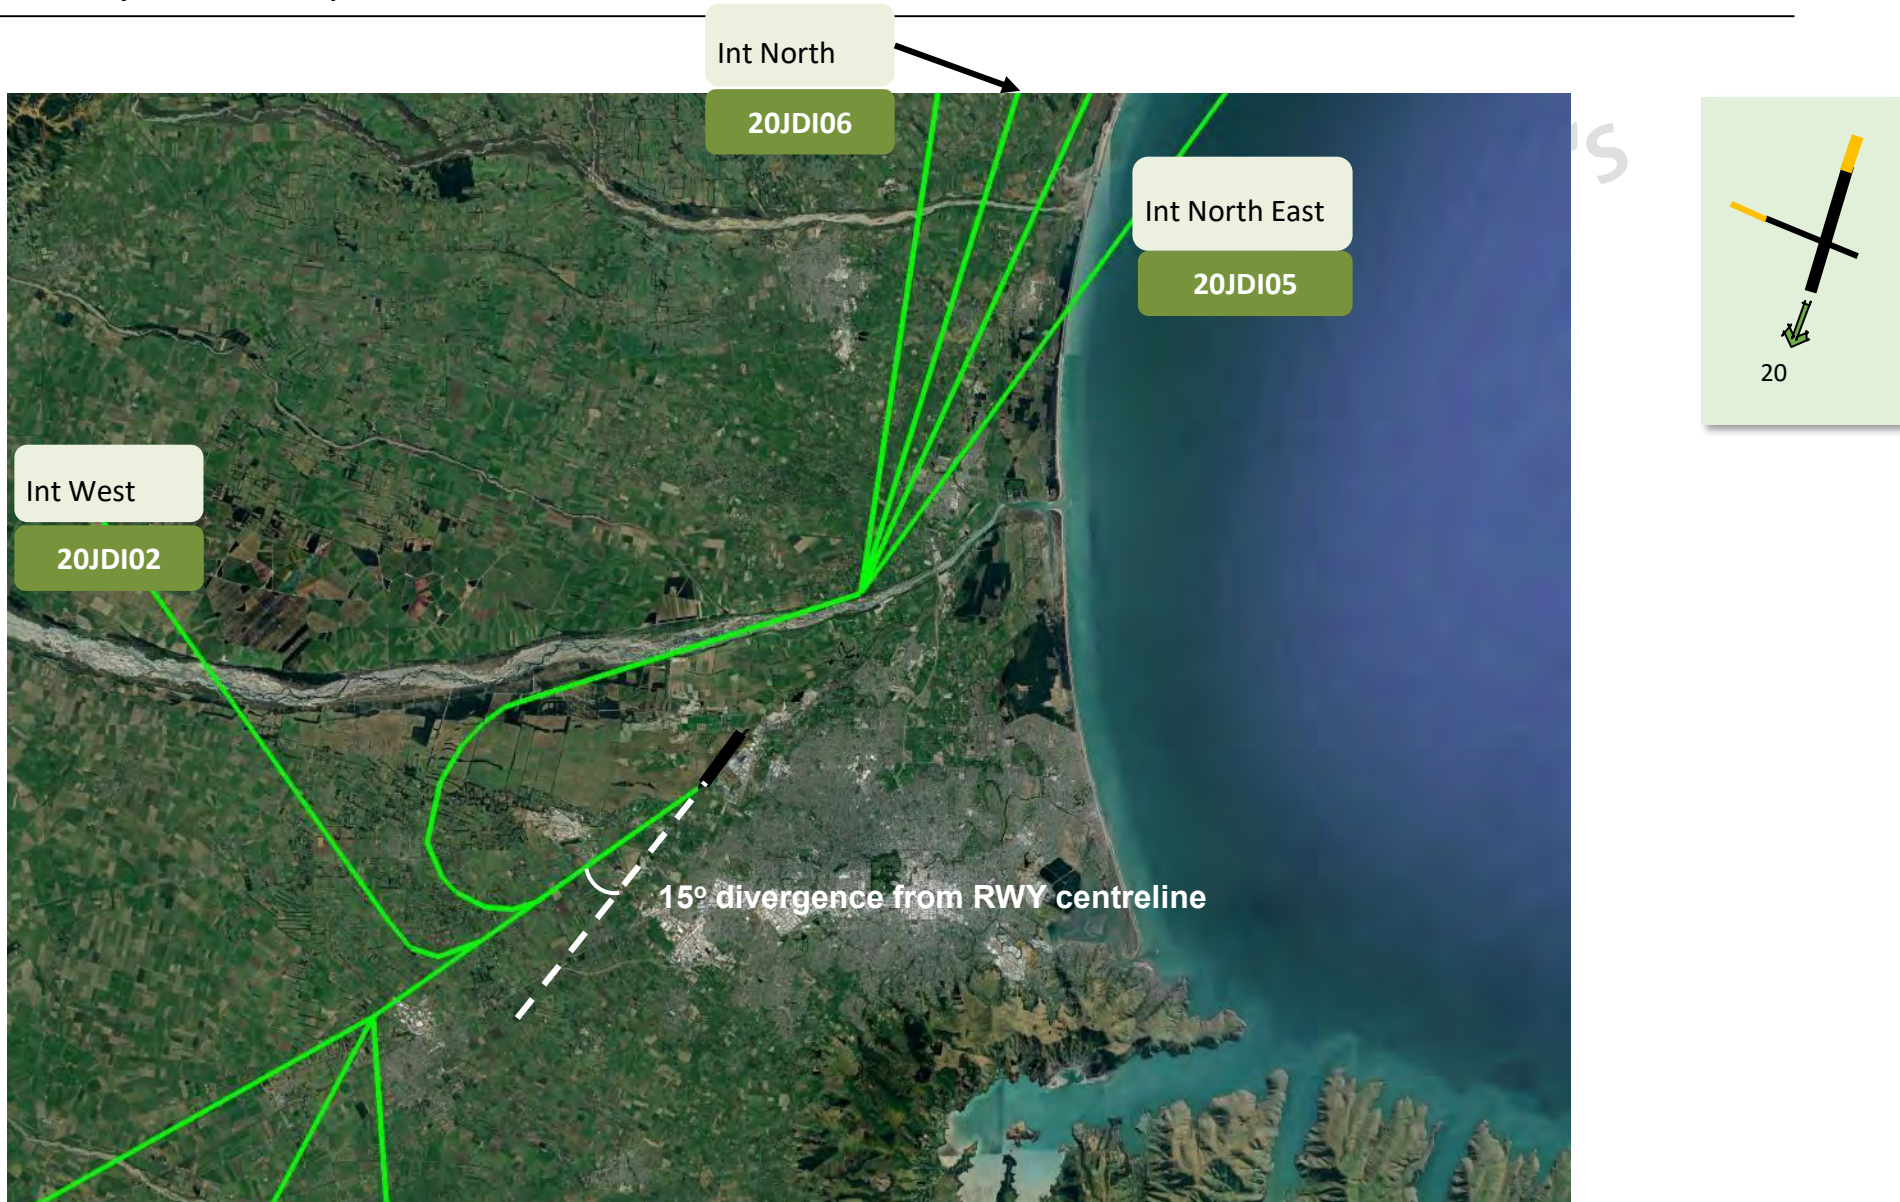 Int North
20JDI06
Int North East
20JDI05
20
Int West
20JDI02
15º divergence from RWY centreline